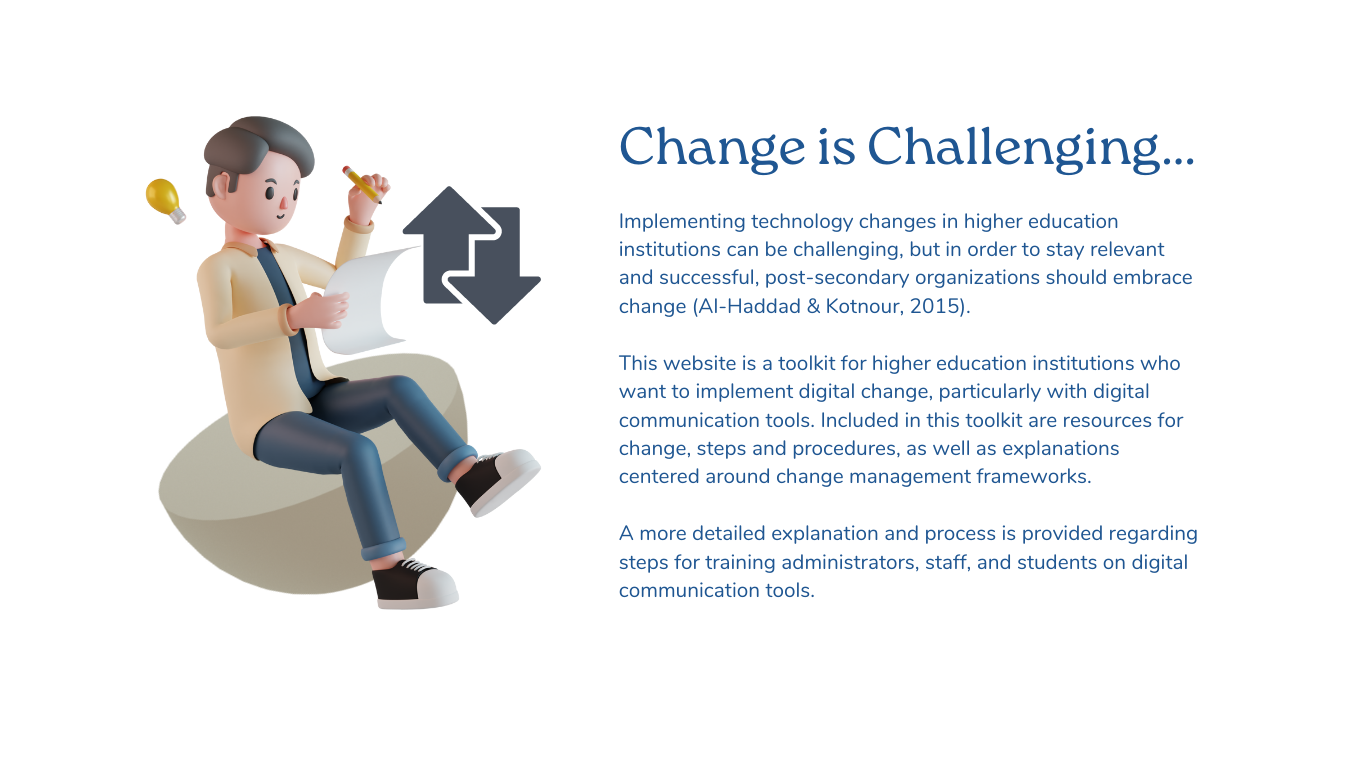 Change is Challenging...
Implementing technology changes in higher education
institutions can be challenging, but in order to stay relevant
and successful, post-secondary organizations should embrace
change (Al-Haddad & Kotnour, 2015).
This website is a toolkit for higher education institutions who
want to implement digital change, particularly with digital
communication tools. Included in this toolkit are resources for
change, steps and procedures, as well as explanations
centered around change management frameworks.
A more detailed explanation and process is provided regarding
steps for training administrators, staff, and students on digital
communication tools.